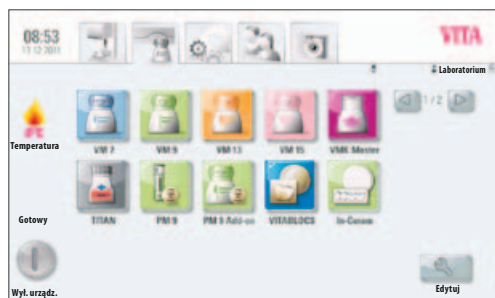 08:53
11.12.2011
VITA
Laboratorium
1/2
Temperatura
VM 7
VM 9
VM 13
VM 15
VMK Master
Gotowy
TITAN
PM 9
PM 9 Add-on
VITABLOCS
In-Ceram
Wył. urządz.
Edytuj